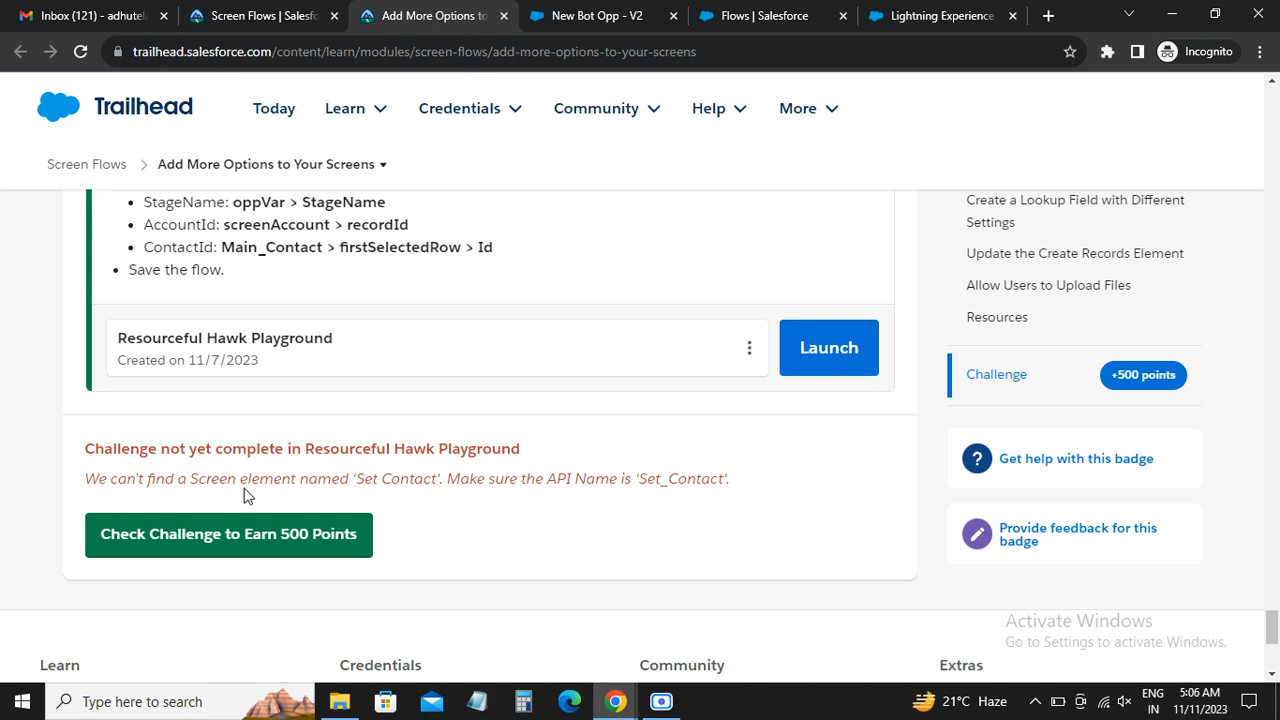 Inbox (121) - adhutel
Screen Flows | Salesf
Add More Options to
New Bot Opp - V2
Flows | Salesforce
Lightning Experience
trailhead.salesforce.com/content/learn/modules/screen-flows/add-more-options-to-your-screens
Incognito
Trailhead
Today
Learn
Credentials
Community
Help
More
Screen Flows
Add More Options to Your Screens
• StageName: oppVar > StageName
• AccountId: screenAccount > recordId
• ContactId: Main_Contact > firstSelectedRow > Id
• Save the flow.
Resourceful Hawk Playground
Created on 11/7/2023
Launch
Challenge not yet complete in Resourceful Hawk Playground
We can't find a Screen element named 'Set Contact'. Make sure the API Name is 'Set_Contact'.
Check Challenge to Earn 500 Points
Create a Lookup Field with Different
Settings
Update the Create Records Element
Allow Users to Upload Files
Resources
Challenge
+500 points
Get help with this badge
Provide feedback for this
badge
Activate Windows
Go to Settings to activate Windows.
Learn
Credentials
Community
Extras
Type here to search
21°C Haze
ENG
IN
5:06 AM
11/11/2023